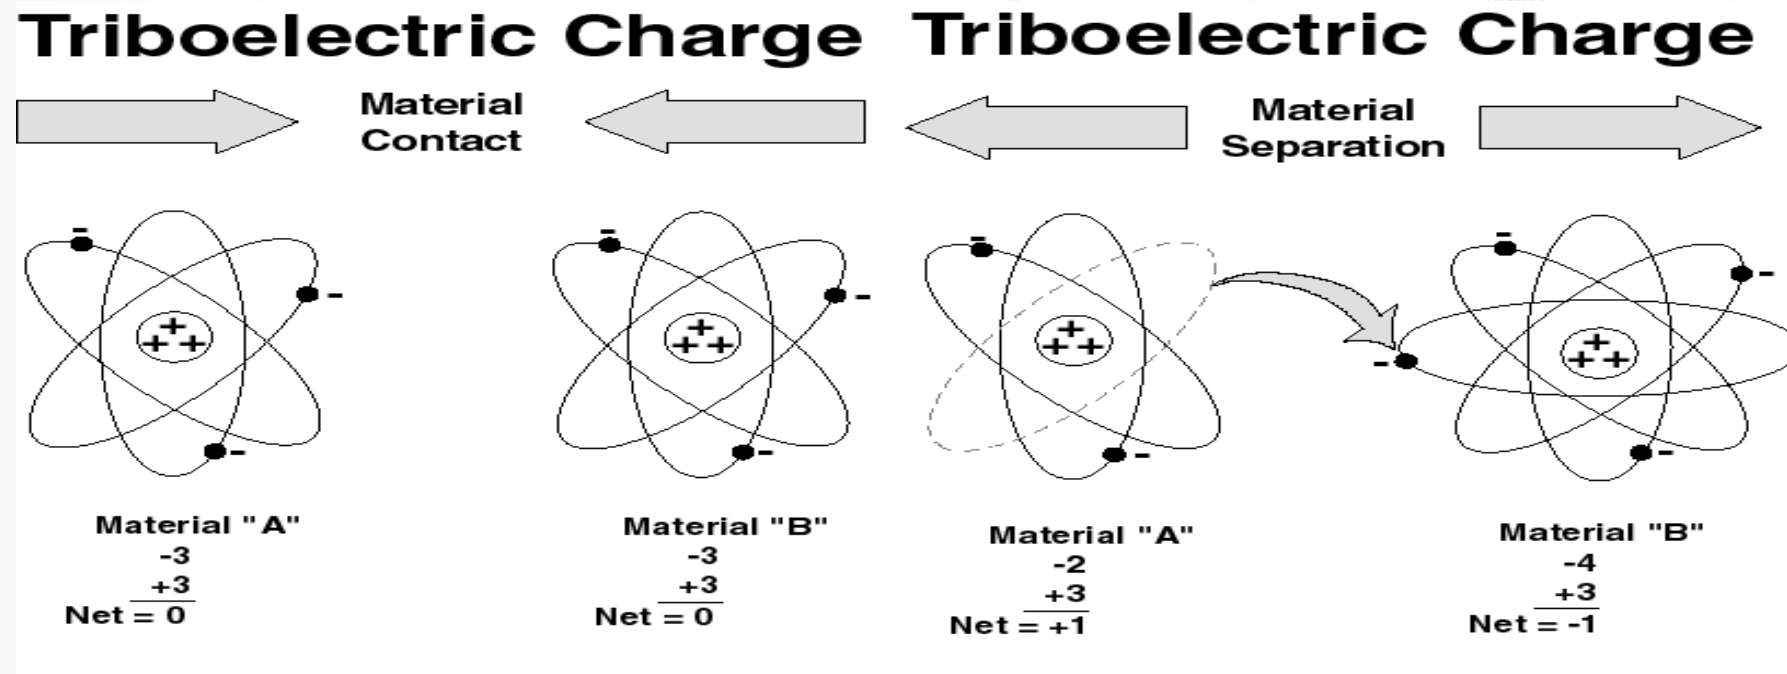 Triboelectric Charge
Material
Contact
-
-
+
+ +
-
Material "A"
-3
+3
Net = 0
-
-
+
+ +
-
Material "B"
-3
+3
Net = 0
Triboelectric Charge
Material
Separation
-
+
+ +
-
Material "A"
-2
+3
Net = +1
-
-
-
+
+ +
-
Material "B"
-4
+3
Net = -1